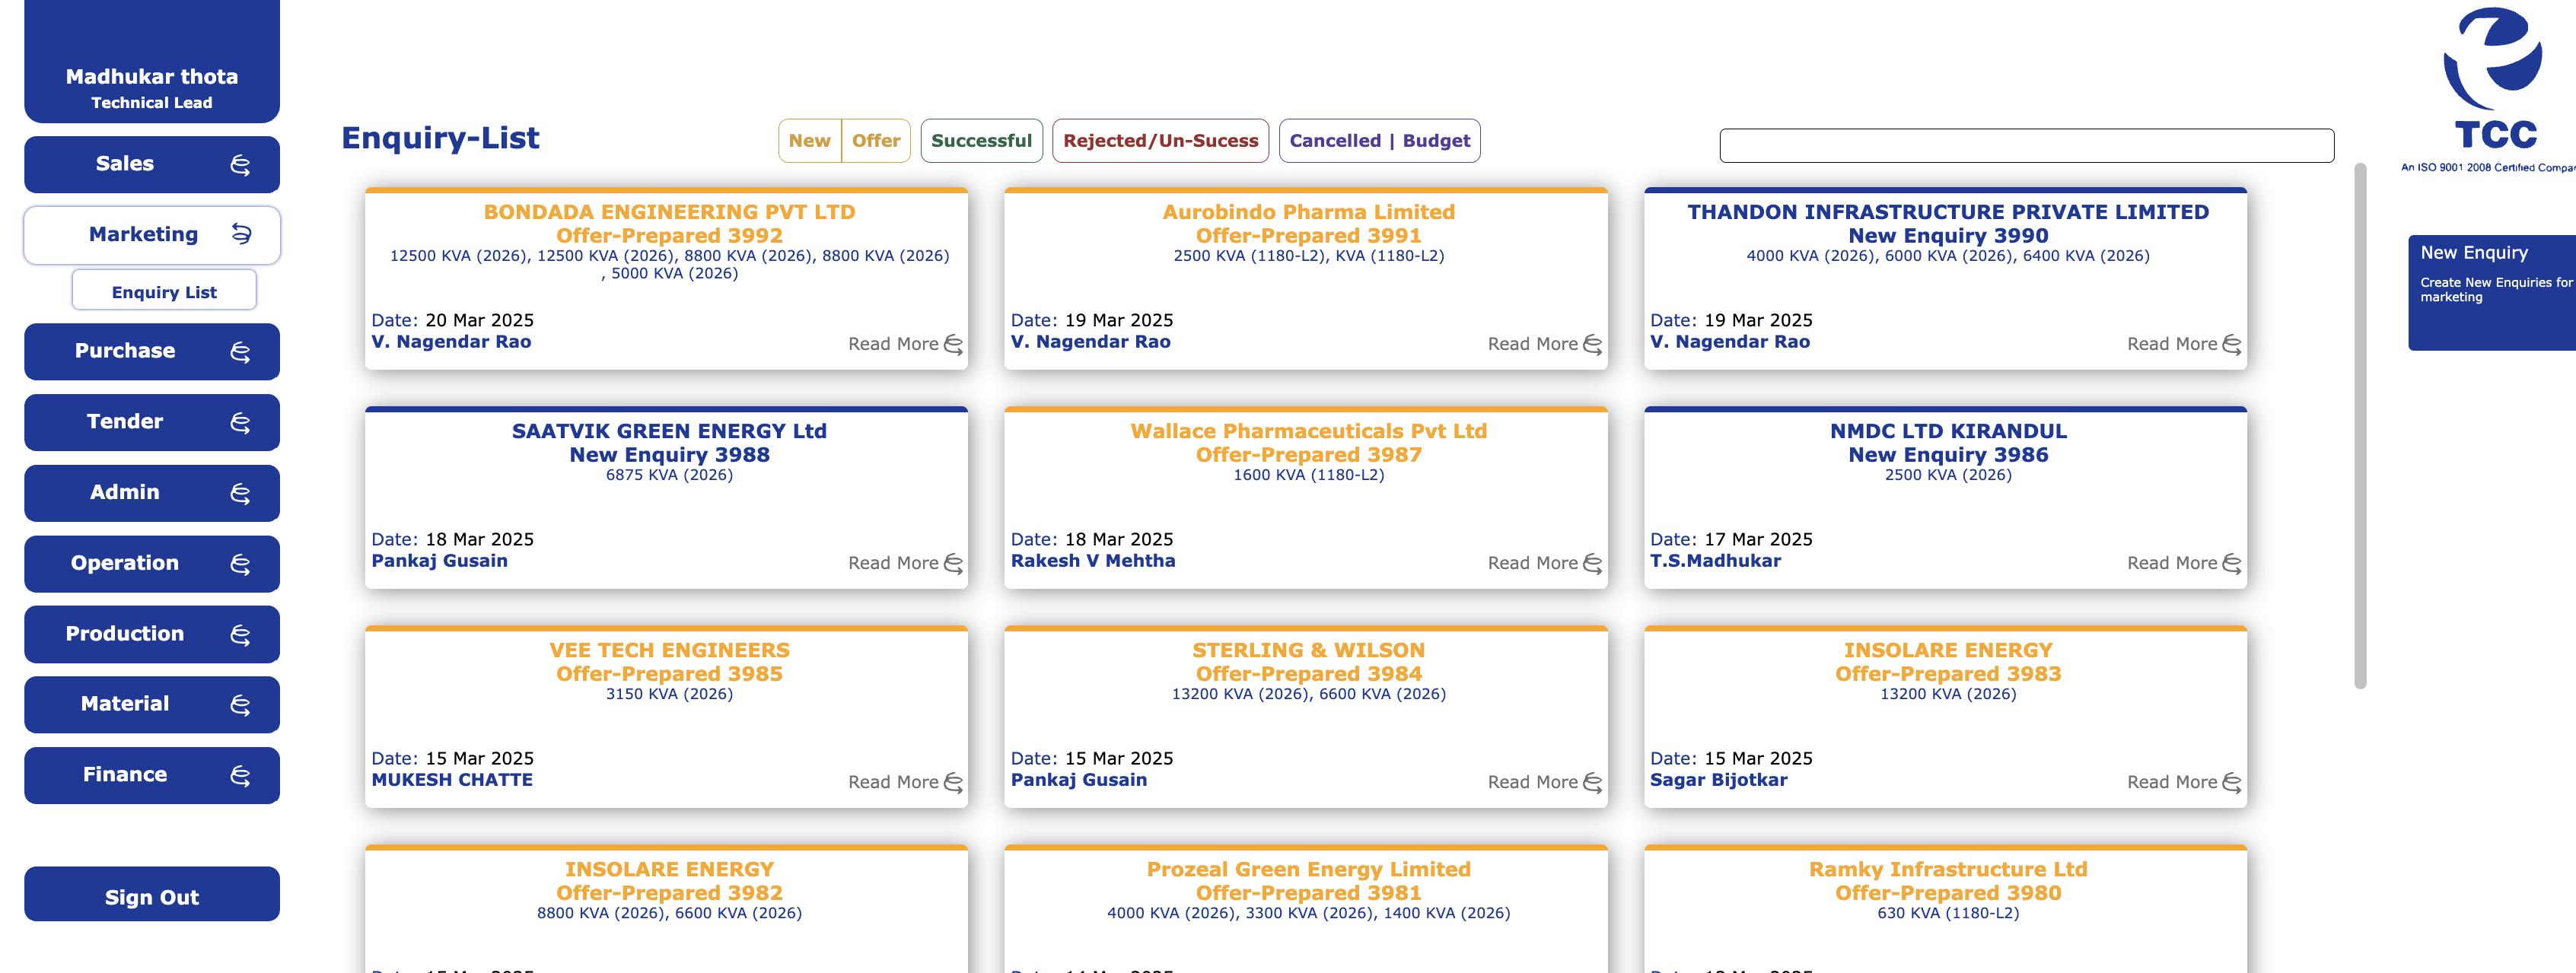 Madhukar thota
Technical Lead
Sales
Marketing
Enquiry List
Purchase
Tender
Admin
Operation
Production
Material
Finance
Sign Out
Enquiry-List
New
Offer
Successful
Rejected/Un-Sucess
Cancelled | Budget
BONDADA ENGINEERING PVT LTD
Offer-Prepared 3992
12500 KVA (2026), 12500 KVA (2026), 8800 KVA (2026), 8800 KVA (2026)
, 5000 KVA (2026)
Date: 20 Mar 2025
V. Nagendar Rao
Read More
Aurobindo Pharma Limited
Offer-Prepared 3991
2500 KVA (1180-L2), KVA (1180-L2)
Date: 19 Mar 2025
V. Nagendar Rao
Read More
THANDON INFRASTRUCTURE PRIVATE LIMITED
New Enquiry 3990
4000 KVA (2026), 6000 KVA (2026), 6400 KVA (2026)
Date: 19 Mar 2025
V. Nagendar Rao
Read More
SAATVIK GREEN ENERGY Ltd
New Enquiry 3988
6875 KVA (2026)
Date: 18 Mar 2025
Pankaj Gusain
Read More
Wallace Pharmaceuticals Pvt Ltd
Offer-Prepared 3987
1600 KVA (1180-L2)
Date: 18 Mar 2025
Rakesh V Mehtha
Read More
NMDC LTD KIRANDUL
New Enquiry 3986
2500 KVA (2026)
Date: 17 Mar 2025
T.S.Madhukar
Read More
VEE TECH ENGINEERS
Offer-Prepared 3985
3150 KVA (2026)
Date: 15 Mar 2025
MUKESH CHATTE
Read More
STERLING & WILSON
Offer-Prepared 3984
13200 KVA (2026), 6600 KVA (2026)
Date: 15 Mar 2025
Pankaj Gusain
Read More
INSOLARE ENERGY
Offer-Prepared 3983
13200 KVA (2026)
Date: 15 Mar 2025
Sagar Bijotkar
Read More
INSOLARE ENERGY
Offer-Prepared 3982
8800 KVA (2026), 6600 KVA (2026)
Prozeal Green Energy Limited
Offer-Prepared 3981
4000 KVA (2026), 3300 KVA (2026), 1400 KVA (2026)
Ramky Infrastructure Ltd
Offer-Prepared 3980
630 KVA (1180-L2)
TCC
An ISO 9001 2008 Certified
New Enquiry
Create New Enquiries for
marketing